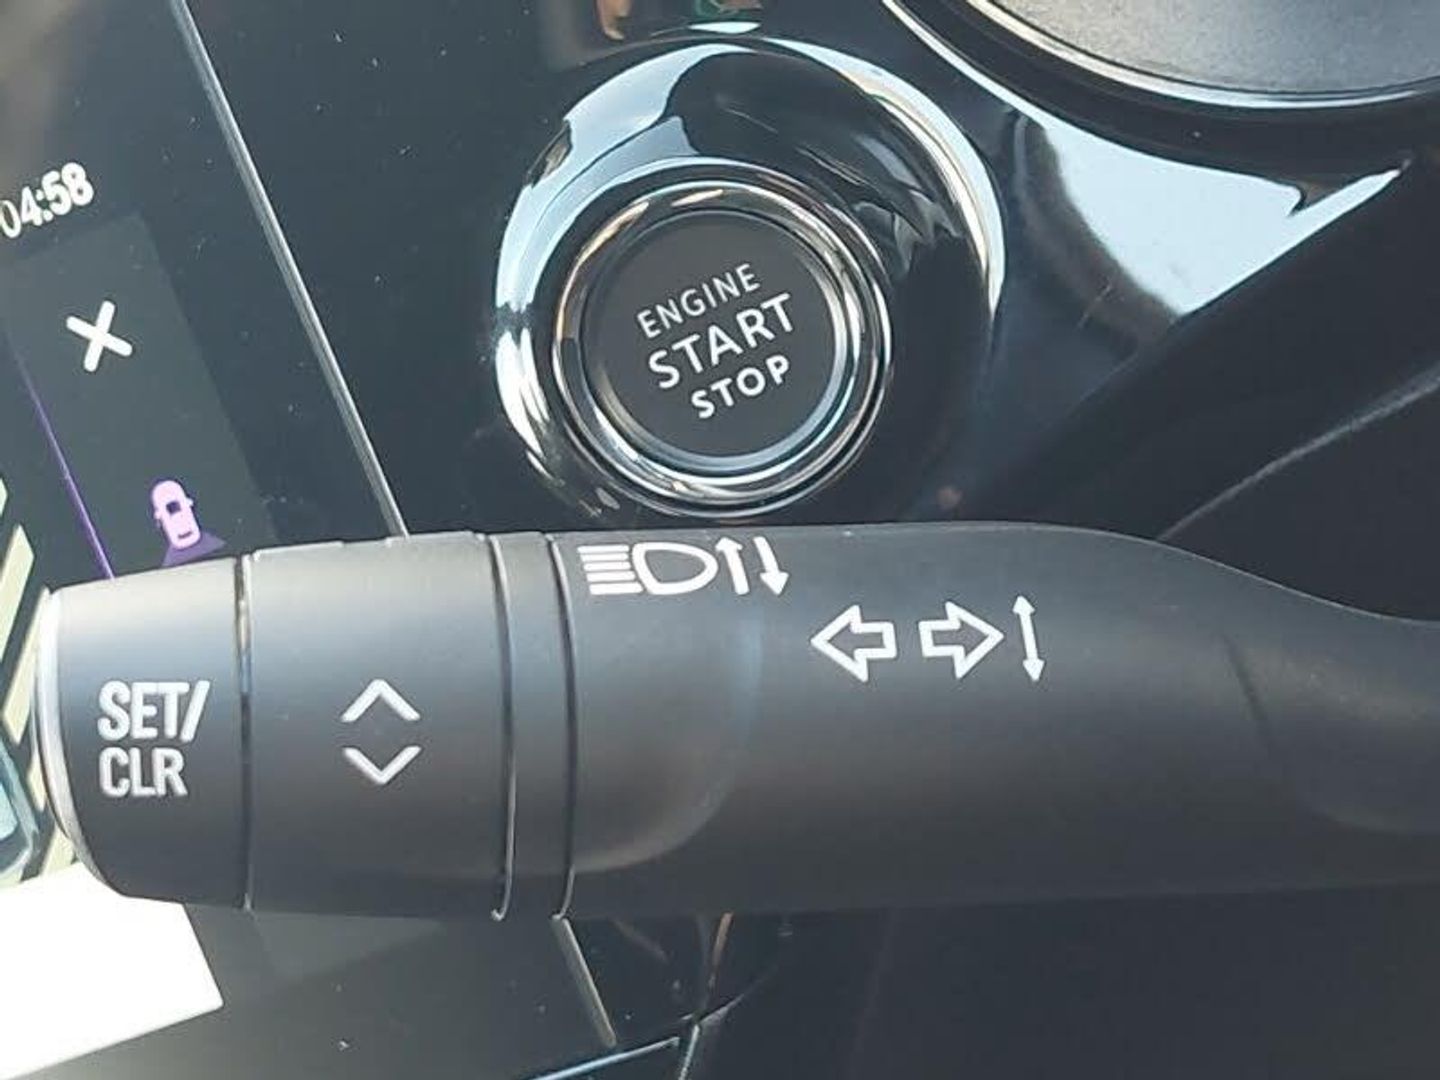 04:58
ENGINE
START
STOP
SET/
CLR